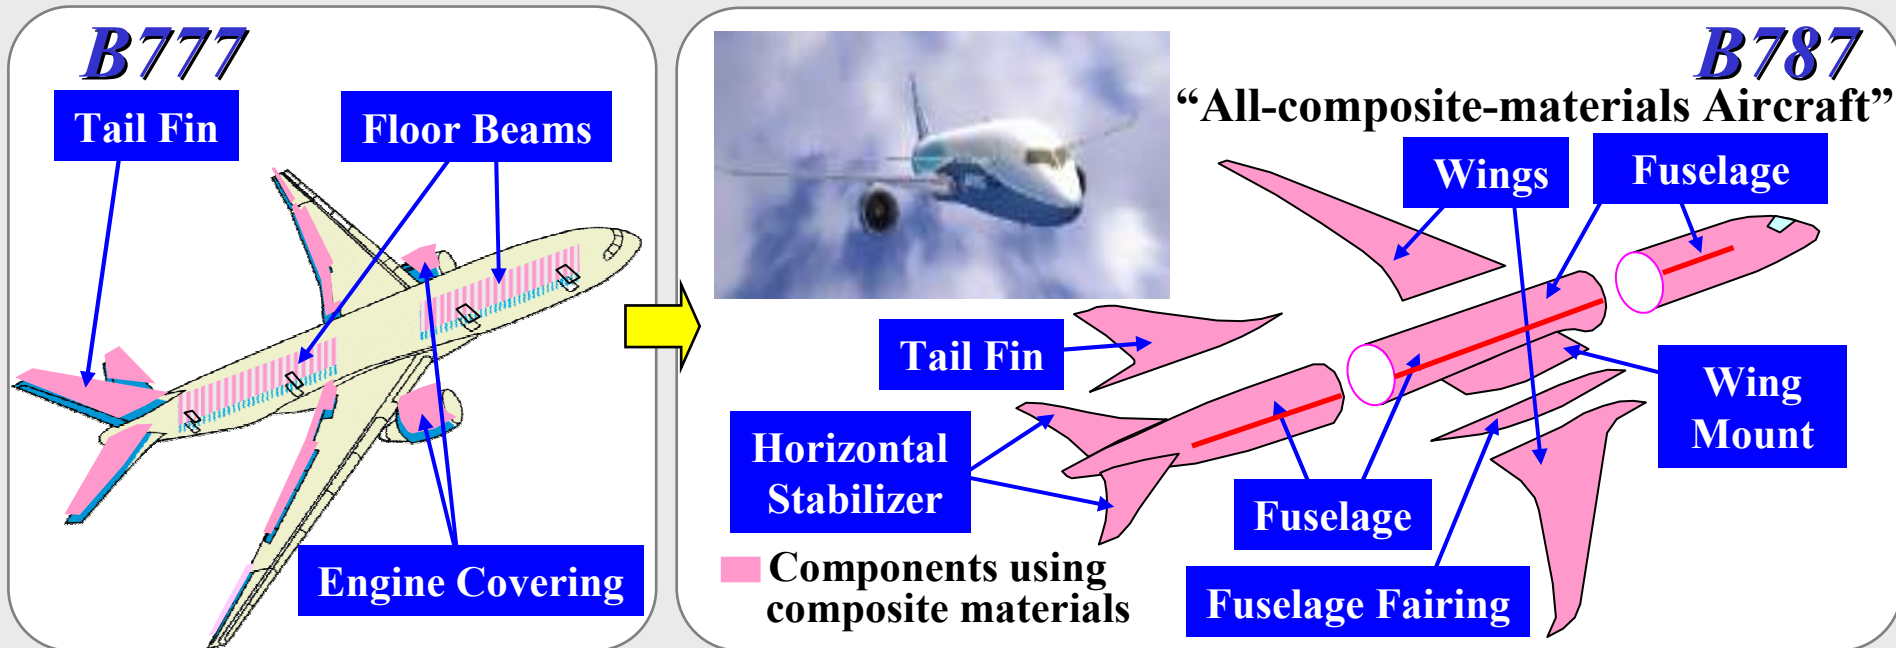 B777
Tail Fin
Floor Beams
Engine Covering
B787
“All-composite-materials Aircraft”
Wings
Fuselage
Tail Fin
Wing
Mount
Horizontal
Stabilizer
Fuselage
Fuselage Fairing
Components using
composite materials